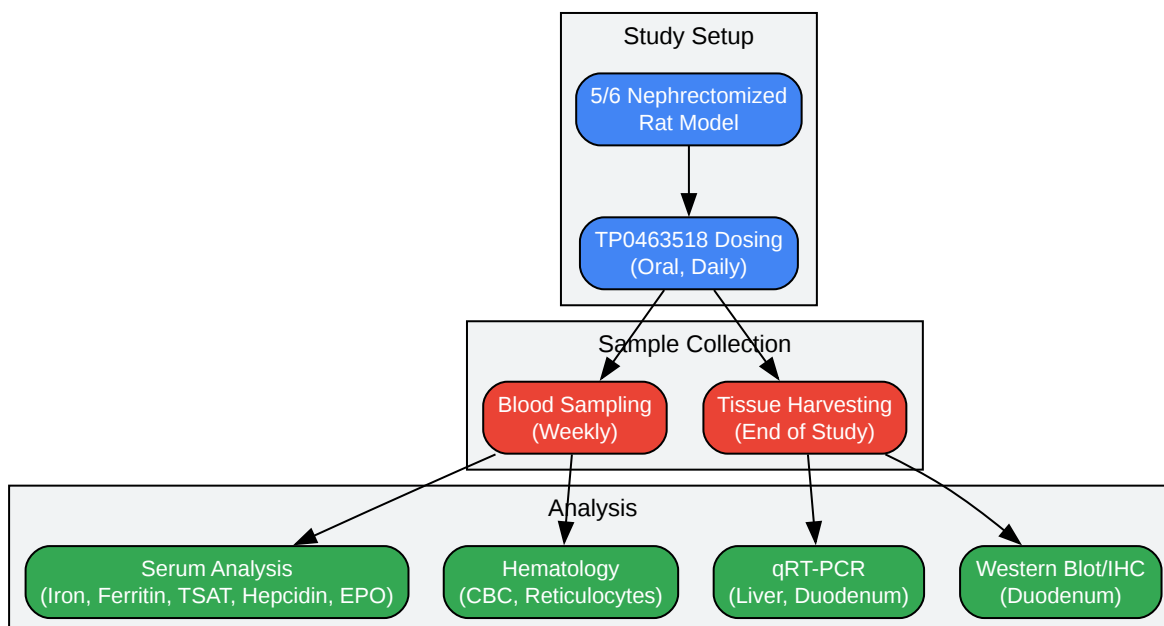 Study Setup
5/6 Nephrectomized
Rat Model
TP0463518 Dosing
(Oral, Daily)
Sample Collection
Blood Sampling
(Weekly)
Tissue Harvesting
(End of Study)
Analysis
Serum Analysis
(Iron, Ferritin, TSAT, Hepcidin, EPO)
Hematology
(CBC, Reticulocytes)
qRT-PCR
(Liver, Duodenum)
Western Blot/IHC
(Duodenum)